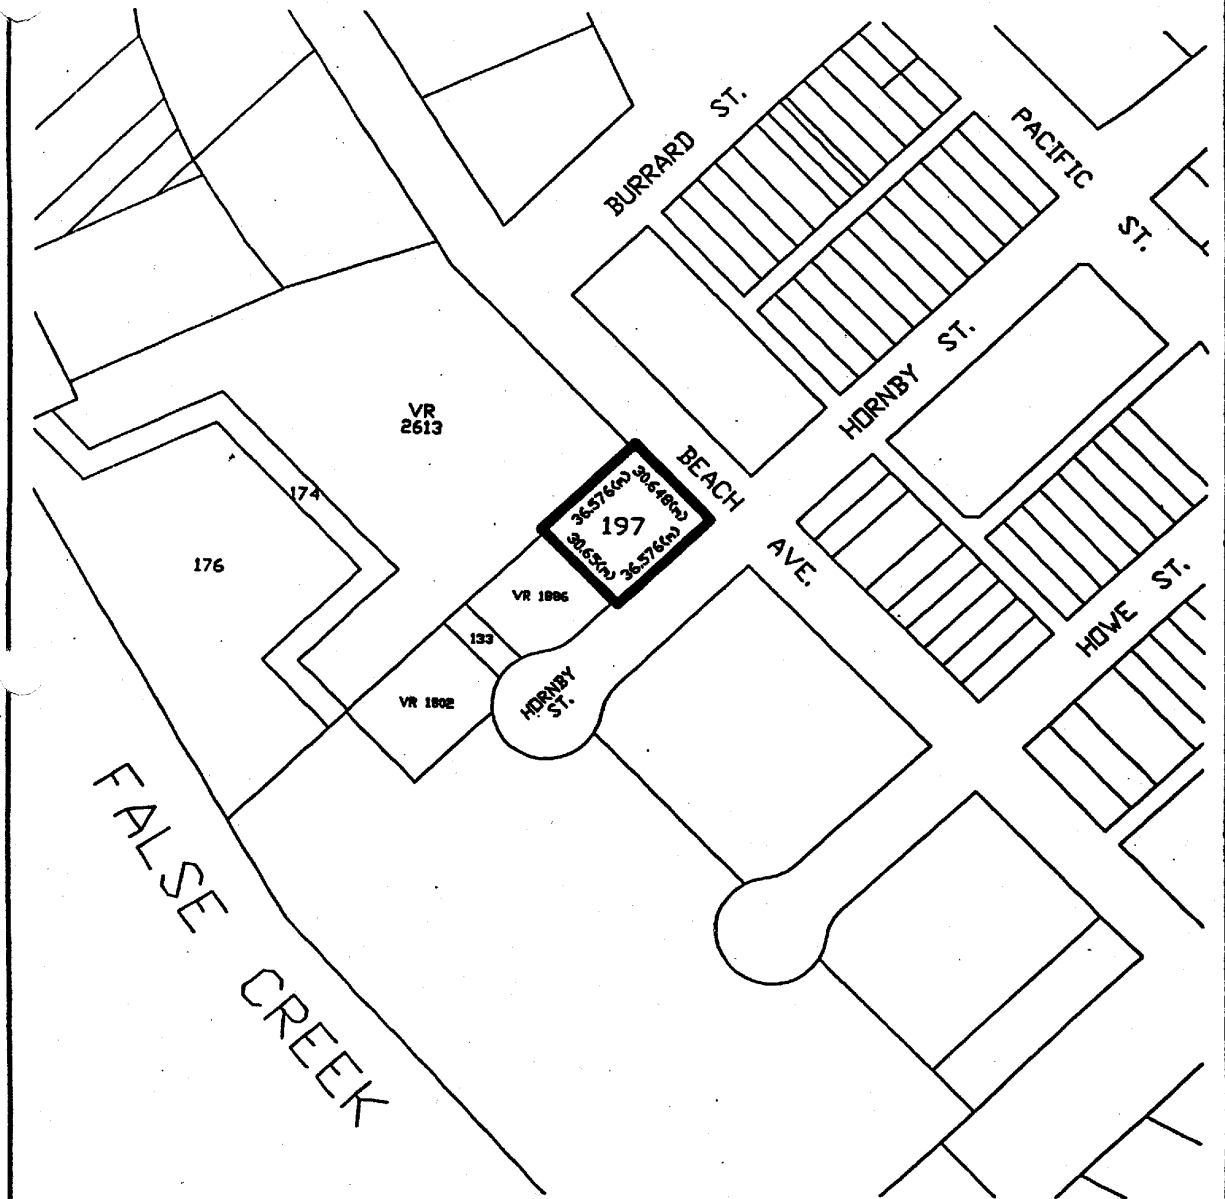 BURRARD ST.
PACIFIC ST.
HORNBY ST.
VR
2613
BEACH AVE.
36.576(m)
30.648(m)
197
30.65(m)
36.576(m)
174
176
VR 1886
133
VR 1802
HORNBY
ST.
HOWE ST.
FALSE CREEK